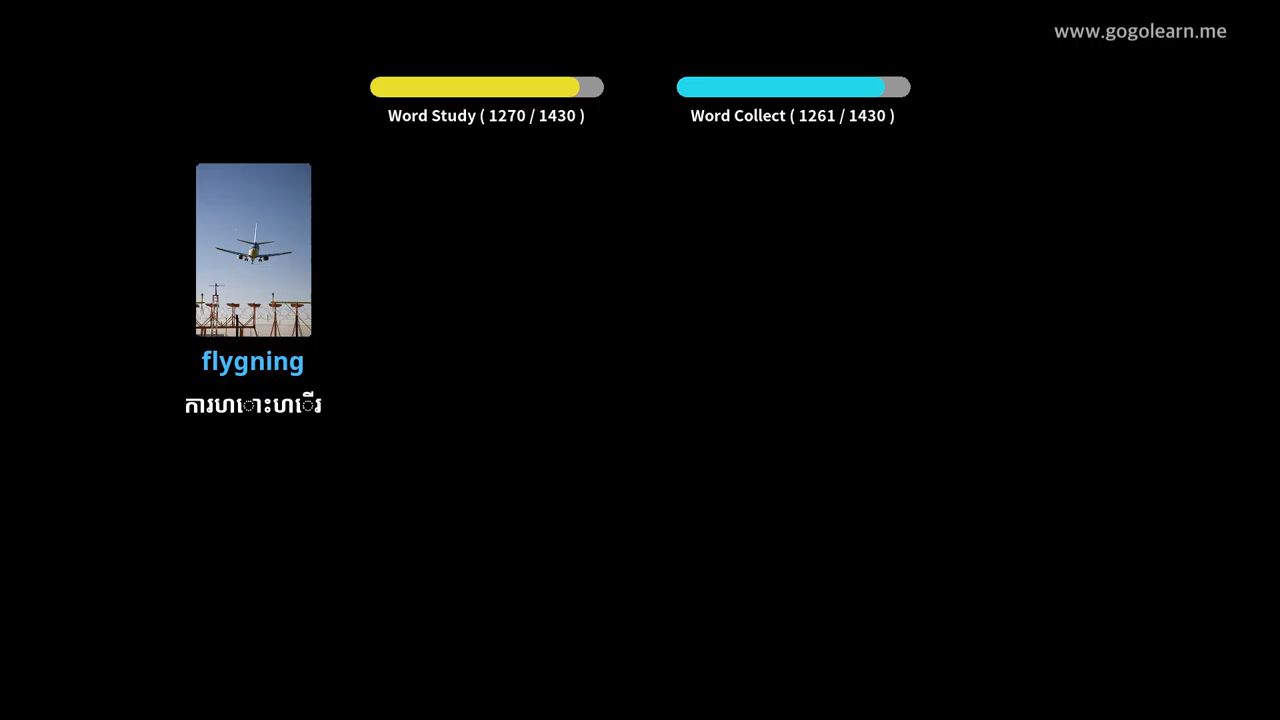 www.gogolearn.me
Word Study ( 1270 / 1430 )
Word Collect ( 1261 / 1430 )
flygning
ការហោះហើរ